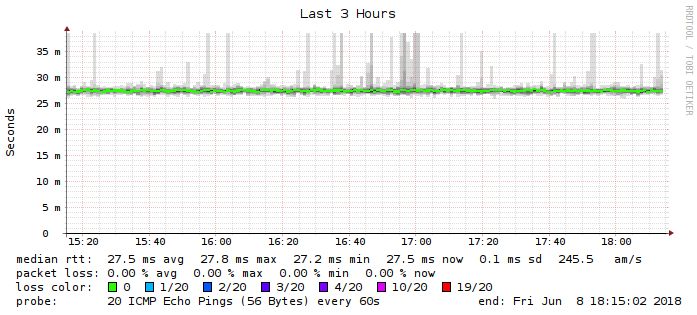 Last 3 Hours
RRDTOOL / TOBI OETIKER
Seconds
35 m
30 m
25 m
20 m
15 m
10 m
5 m
0
15:20 15:40 16:00 16:20 16:40 17:00 17:20 17:40 18:00
median rtt: 27.5 ms avg 27.8 ms max 27.2 ms min 27.5 ms now 0.1 ms sd 245.5 am/s
packet loss: 0.00 % avg 0.00 % max 0.00 % min 0.00 % now
loss color: 0 1/20 2/20 3/20 4/20 10/20 19/20
probe: 20 ICMP Echo Pings (56 Bytes) every 60s end: Fri Jun 8 18:15:02 2018